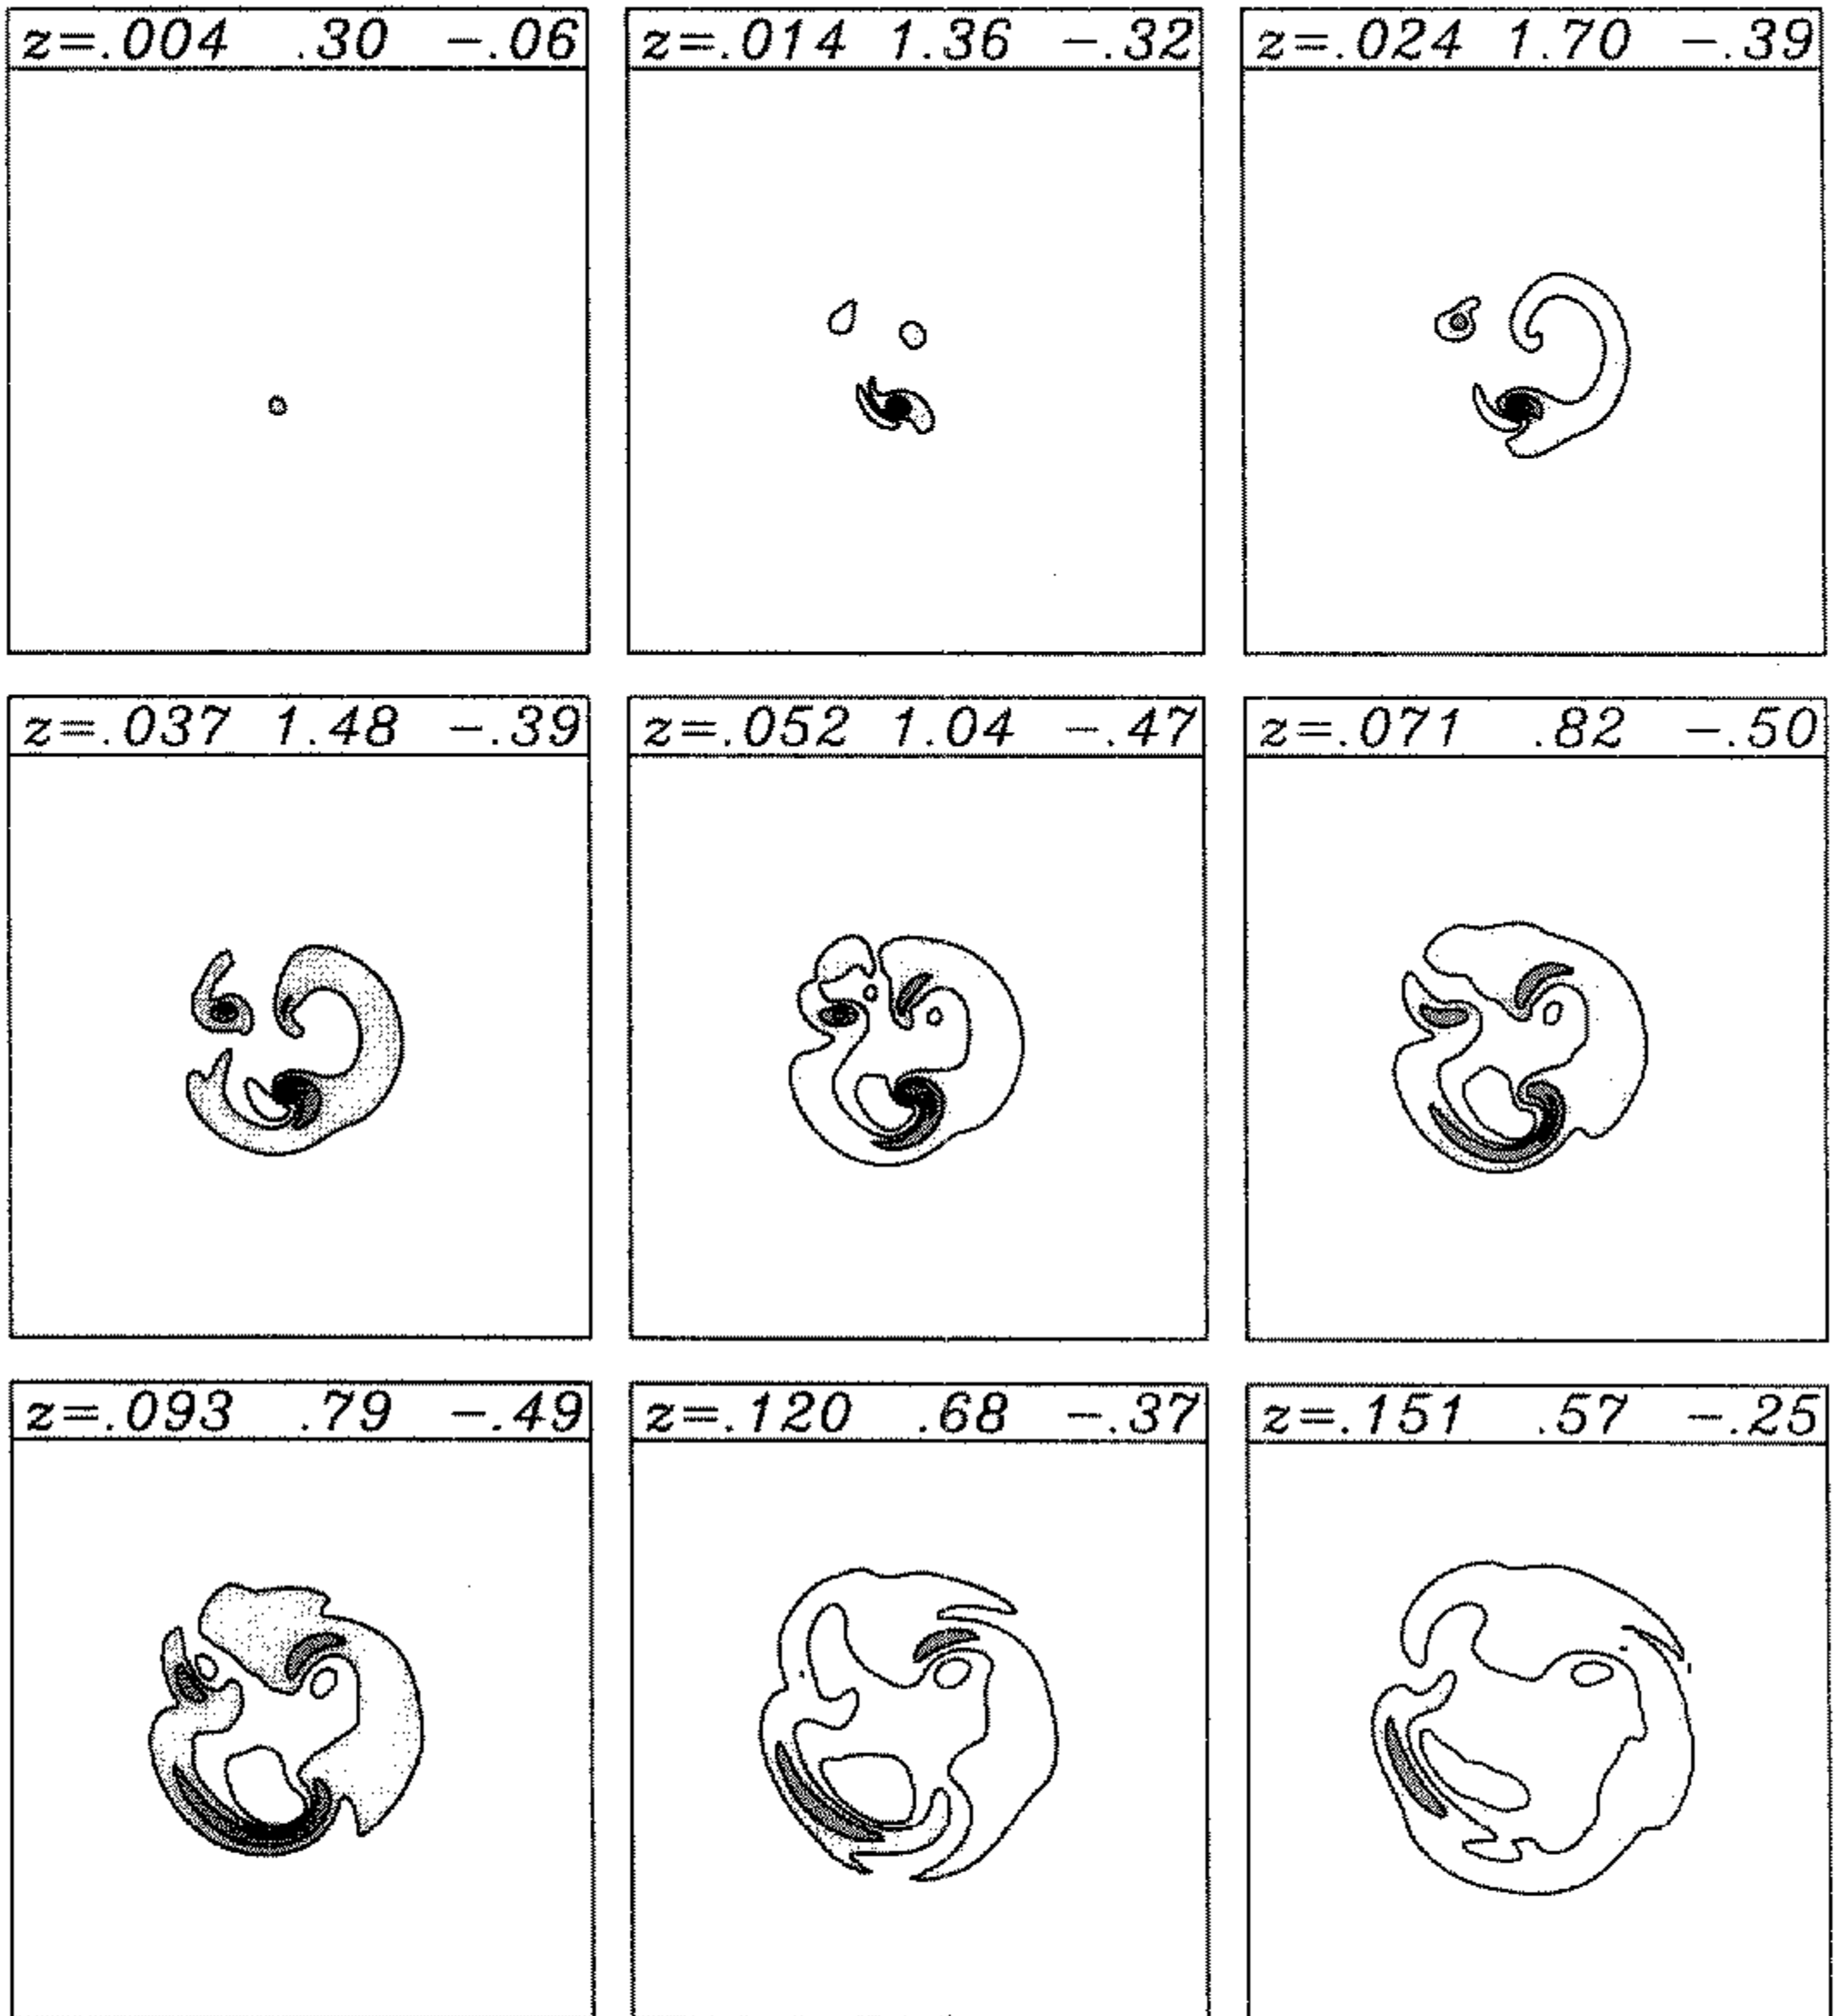 z=.004 .30 -.06
z=.014 1.36 -.32
z=.024 1.70 -.39
z=.037 1.48 -.39
z=.052 1.04 -.47
z=.071 .82 -.50
z=.093 .79 -.49
z=.120 .68 -.37
z=.151 .57 -.25